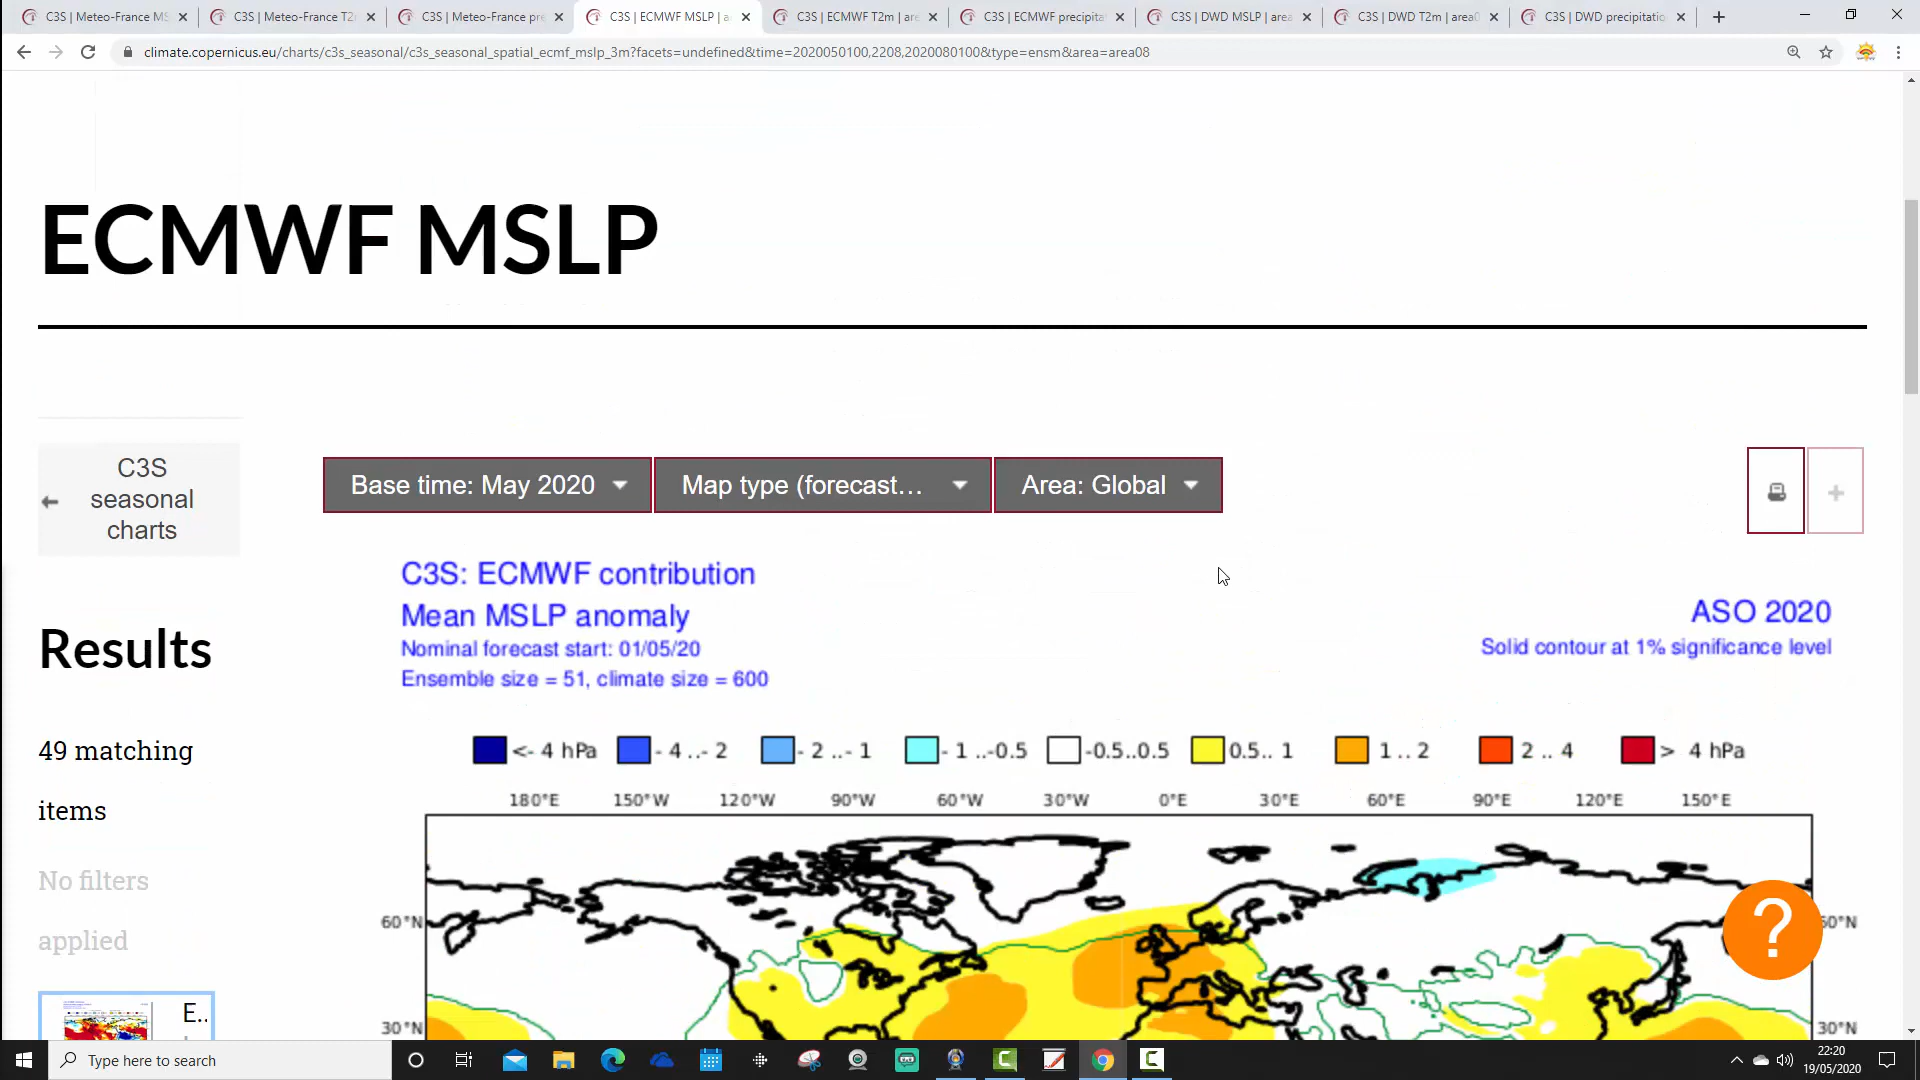 C3S | Meteo-France MS
C3S | Meteo-France T2
C3S | Meteo-France pre
C3S | ECMWF MSLP | a
C3S | ECMWF T2m | are
C3S | ECMWF precipita
C3S | DWD MSLP | area
C3S | DWD T2m | area0
C3S | DWD precipitatio
climate.copernicus.eu/charts/c3s_seasonal/c3s_seasonal_spatial_ecmf_mslp_3m?facets=undefined&time=2020050100,2208,2020080100&type=ensm&area=area08
ECMWF MSLP
C3S
seasonal
charts
Base time: May 2020
Map type (forecast…
Area: Global
C3S: ECMWF contribution
Mean MSLP anomaly
Nominal forecast start: 01/05/20
Ensemble size = 51, climate size = 600
ASO 2020
Solid contour at 1% significance level
Results
49 matching
items
No filters
applied
E..
<- 4 hPa
- 4 ..- 2
- 2 ..- 1
- 1 ..-0.5
-0.5..0.5
0.5.. 1
1 .. 2
2 .. 4
> 4 hPa
180°E 150°W 120°W 90°W 60°W 30°W 0°E 30°E 60°E 90°E 120°E 150°E
60°N
60°N
30°N
30°N
?
Type here to search
22:20
19/05/2020